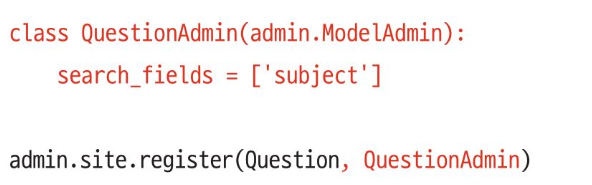 class QuestionAdmin(admin.ModelAdmin):
    search_fields = ['subject']

admin.site.register(Question, QuestionAdmin)